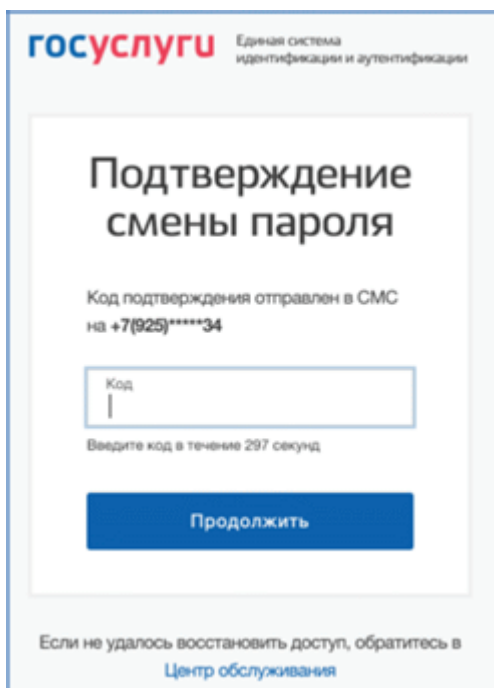 госуслуги
Единая система
идентификации и аутентификации
Подтверждение
смены пароля
Код подтверждения отправлен в СМС
на +7(925)*****34
Код
Введите код в течение 297 секунд
Продолжить
Если не удалось восстановить доступ, обратитесь в
Центр обслуживания